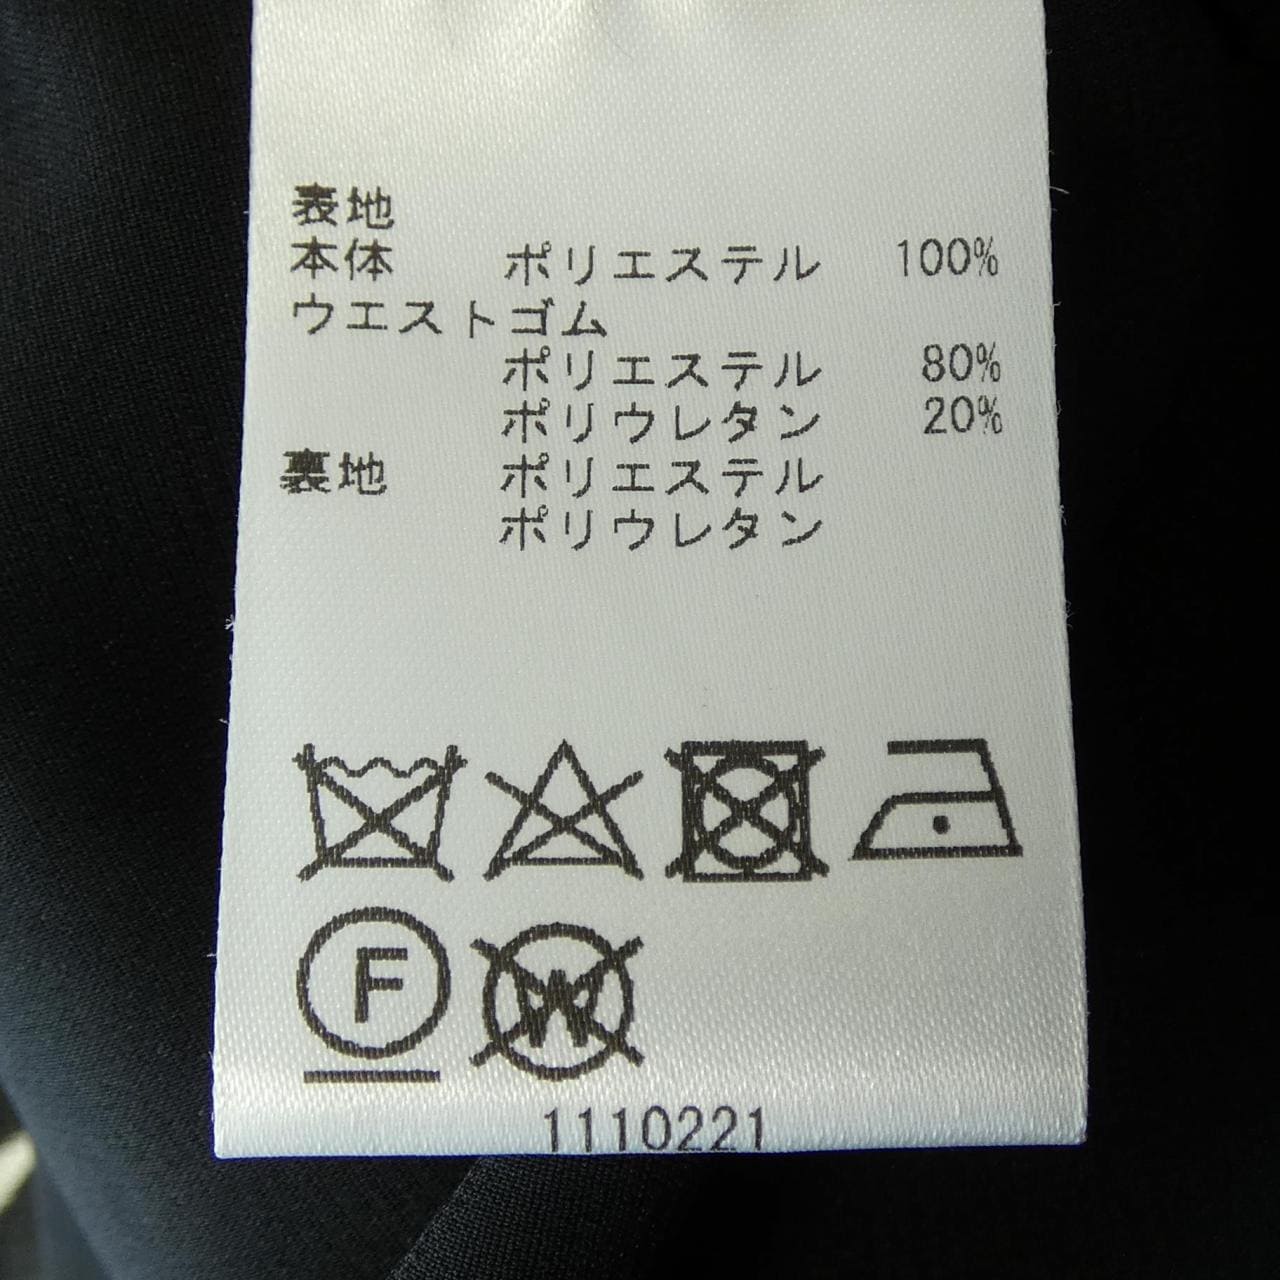 表地
本体 ポリエステル 100%
ウエストゴム
ポリエステル 80%
ポリウレタン 20%
裏地 ポリエステル
ポリウレタン
F
W
1110221